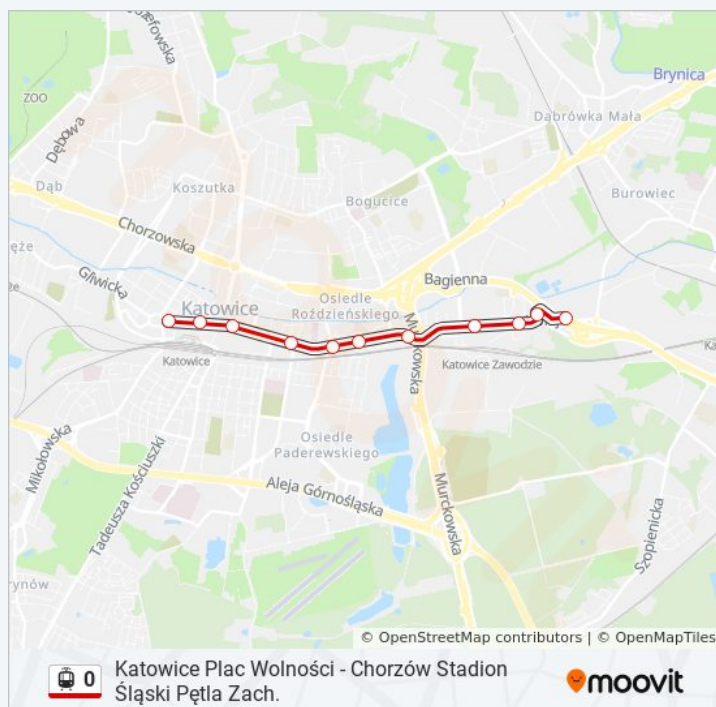 Brynica
ZOO
Dębowa
Dąbrówka Mała
Dąb
Koszutka
Burowiec
Bogucice
Chorzowska
Gliwicka
Bagienna
Katowice
Osiedle
Roździeńskiego
Murckowska
Katowice
Katowice Zawodzie
Osiedle
Paderewskiego
Mikołowska
Tadeusza Kościuszki
Aleja Górnośląska
Murckowska
Szopienicka
© OpenStreetMap contributors | © OpenMapTiles
0
Katowice Plac Wolności - Chorzów Stadion
Śląski Pętla Zach.
moovit